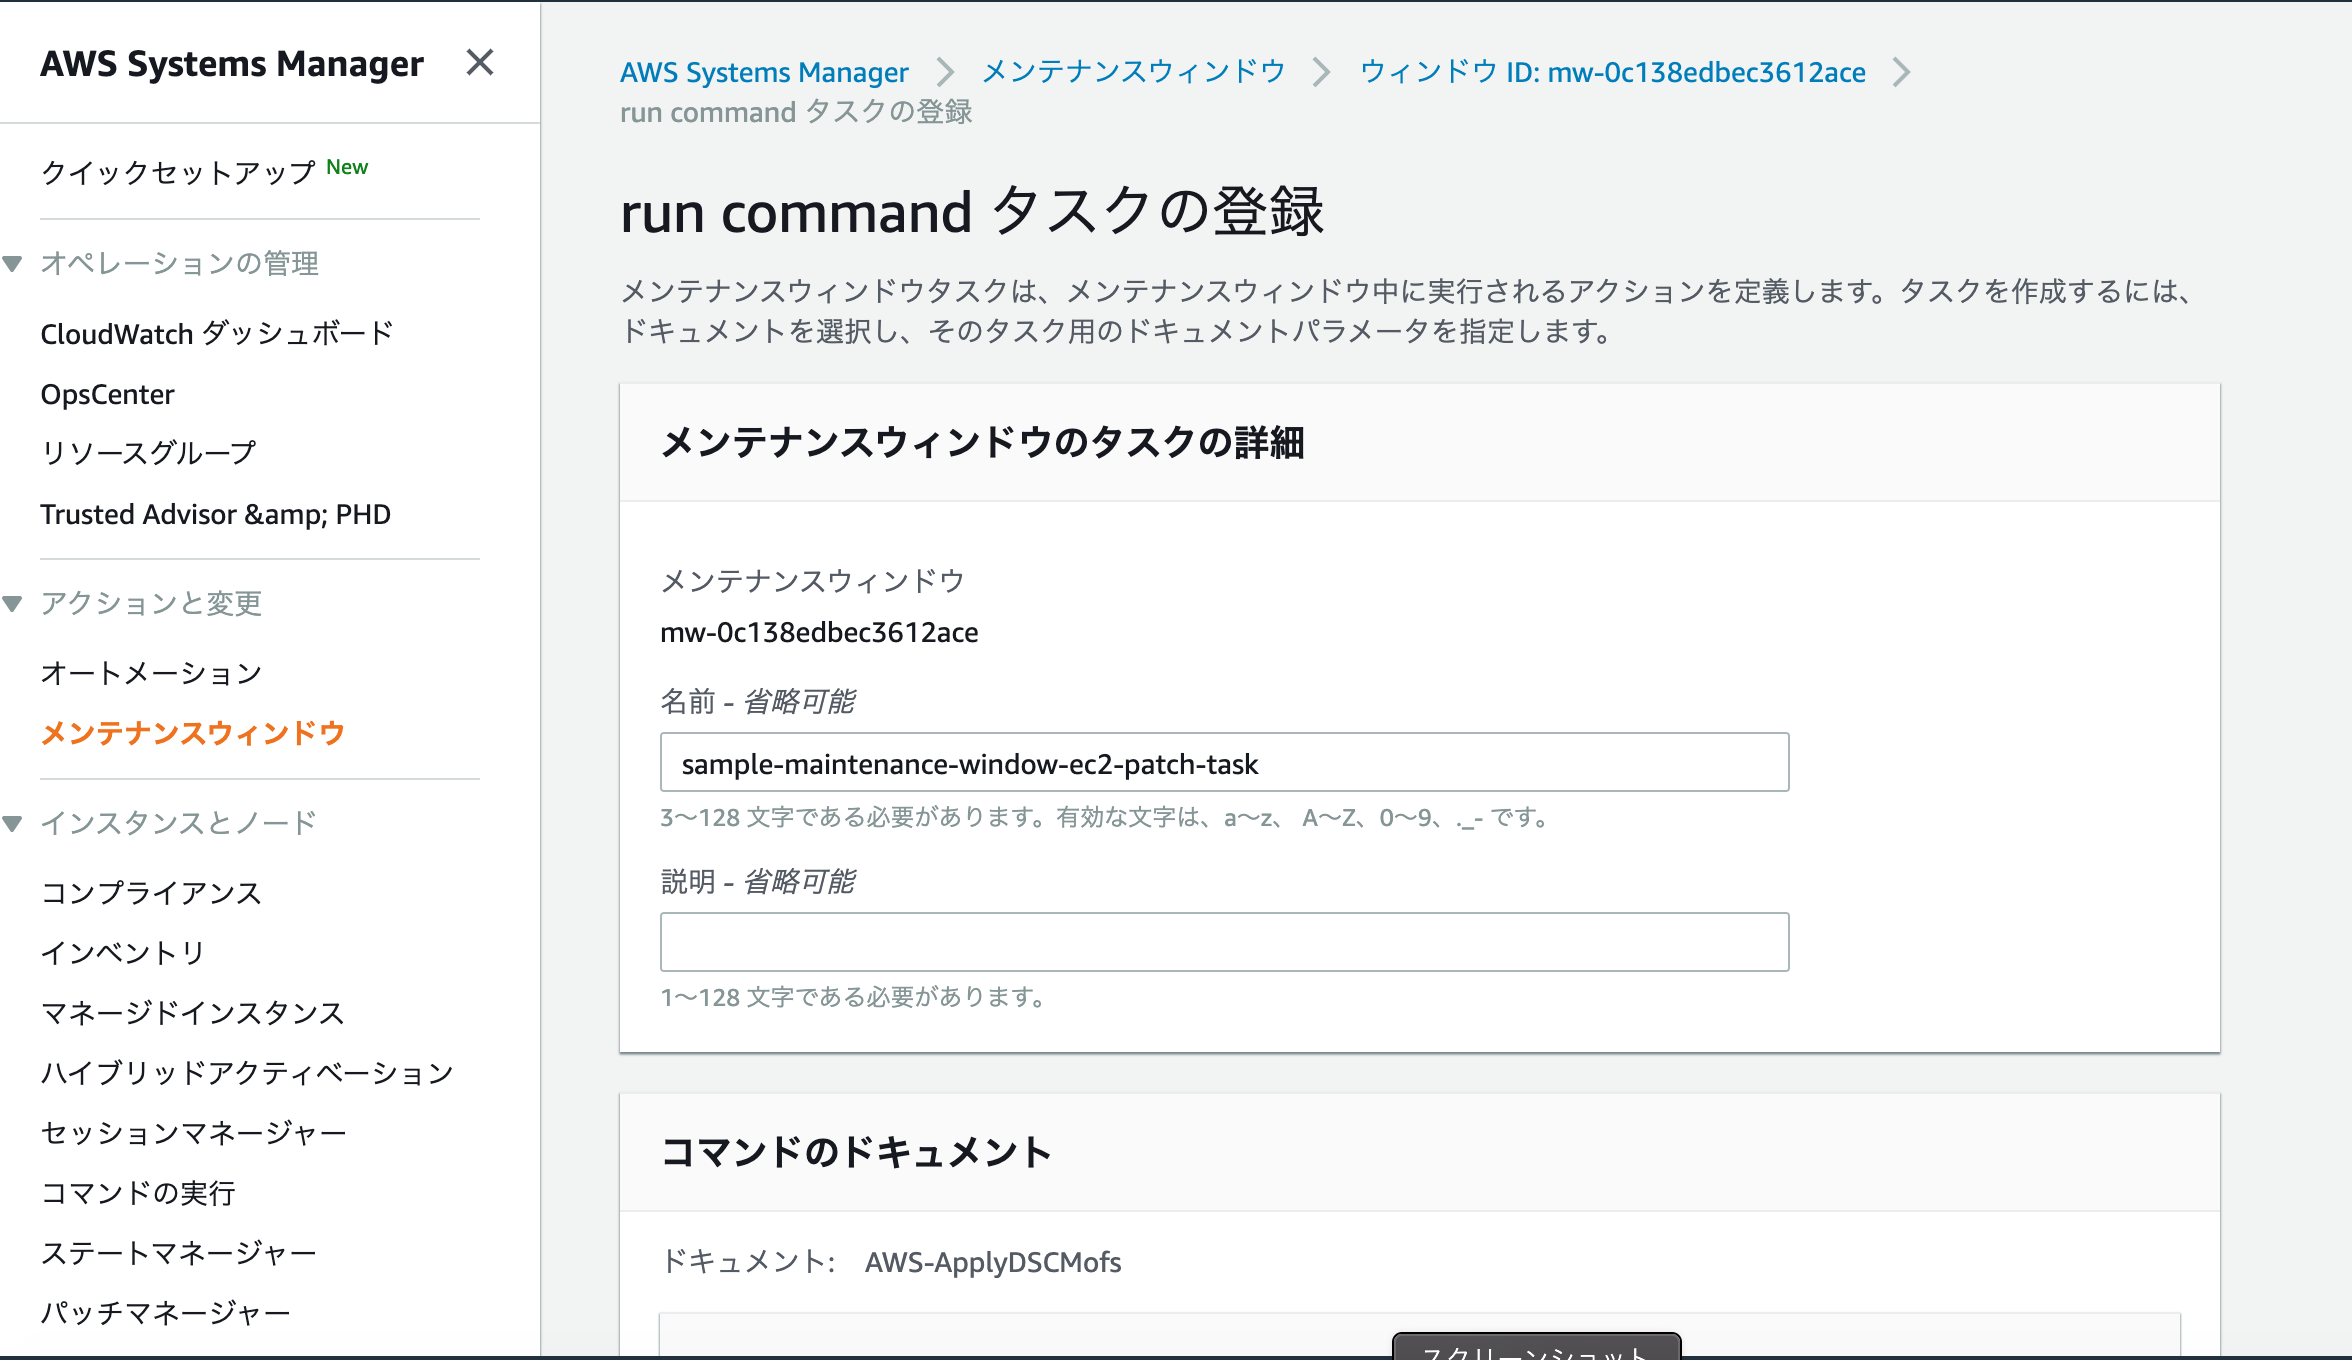 AWS Systems Manager
クイックセットアップ New
オペレーションの管理
CloudWatch ダッシュボード
OpsCenter
リソースグループ
Trusted Advisor &amp; PHD
アクションと変更
オートメーション
メンテナンスウィンドウ
インスタンスとノード
コンプライアンス
インベントリ
マネージドインスタンス
ハイブリッドアクティベーション
セッションマネージャー
コマンドの実行
ステートマネージャー
パッチマネージャー
AWS Systems Manager > メンテナンスウィンドウ > ウィンドウ ID: mw-0c138edbec3612ace >
run command タスクの登録
run command タスクの登録
メンテナンスウィンドウタスクは、メンテナンスウィンドウ中に実行されるアクションを定義します。タスクを作成するには、
ドキュメントを選択し、そのタスク用のドキュメントパラメータを指定します。
メンテナンスウィンドウのタスクの詳細
メンテナンスウィンドウ
mw-0c138edbec3612ace
名前 - 省略可能
sample-maintenance-window-ec2-patch-task
3〜128 文字である必要があります。有効な文字は、a〜z、 A〜Z、0〜9、._- です。
説明 - 省略可能
1〜128 文字である必要があります。
コマンドのドキュメント
ドキュメント: AWS-ApplyDSCMofs
スクリーンショット